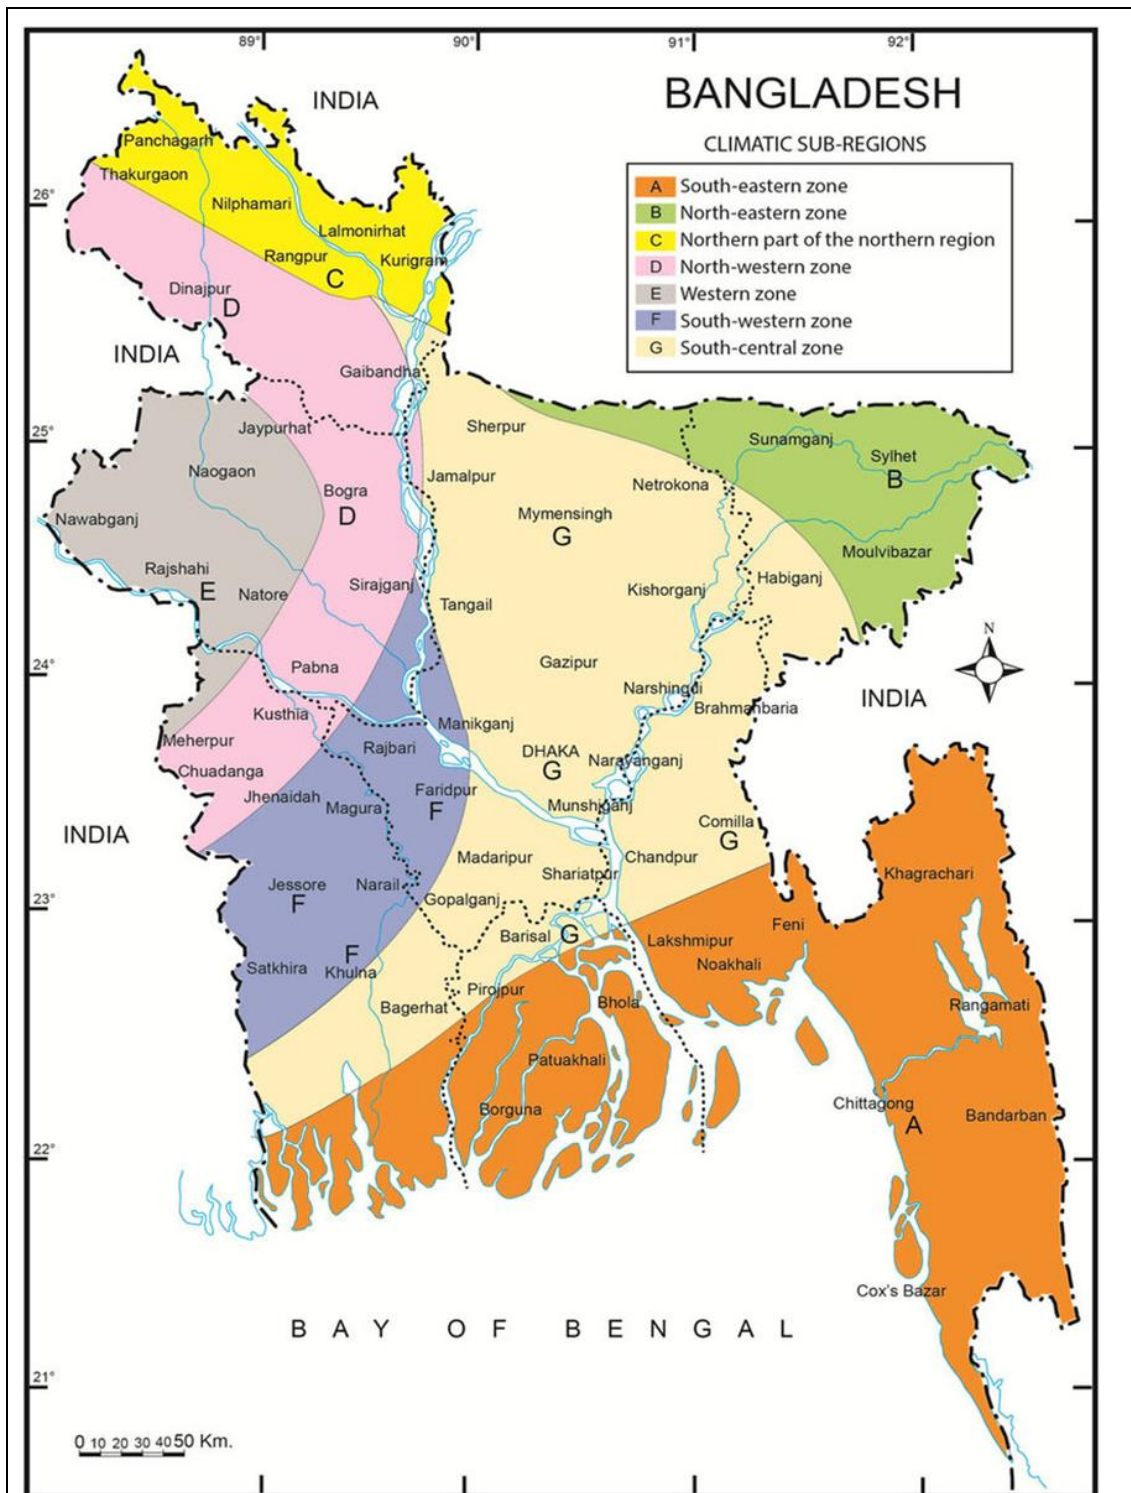 89° 90° 91° 92°
BANGLADESH
CLIMATIC SUB-REGIONS
A South-eastern zone
B North-eastern zone
C Northern part of the northern region
D North-western zone
E Western zone
F South-western zone
G South-central zone
INDIA
Panchagarh
Thakurgaon
26°
Nilphamari
Lalmonirhat
Rangpur
Kurigram
C
Dinajpur
D
INDIA
Gaibandha
25°
Jaypurhat
Sherpur
Sunamganj
Sylhet
B
Naogaon
Jamalpur
Netrokona
Bogra
D
Mymensingh
G
Nawabganj
Moulvibazar
Rajshahi
E
Natore
Sirajganj
Tangail
Kishorganj
Habiganj
N
24°
Pabna
Gazipur
Narshingdi
INDIA
Kusthia
Brahmanbaria
Manikganj
Meherpur
Rajbari
DHAKA
G
Narayanganj
Chuadanga
Jhenaidah
Magura
Faridpur
F
Munshiganj
INDIA
Comilla
G
Madaripur
Chandpur
Shariatpur
Khagrachari
Jessore
F
Narail
Gopalganj
23°
Feni
Barisal G
Lakshmipur
Noakhali
F
Satkhira
Khulna
Pirojpur
Bhola
Rangamati
Bagerhat
Patuakhali
Borguna
Chittagong
A
Bandarban
22°
Cox's Bazar
BAY OF BENGAL
21°
0 10 20 30 40 50 Km.